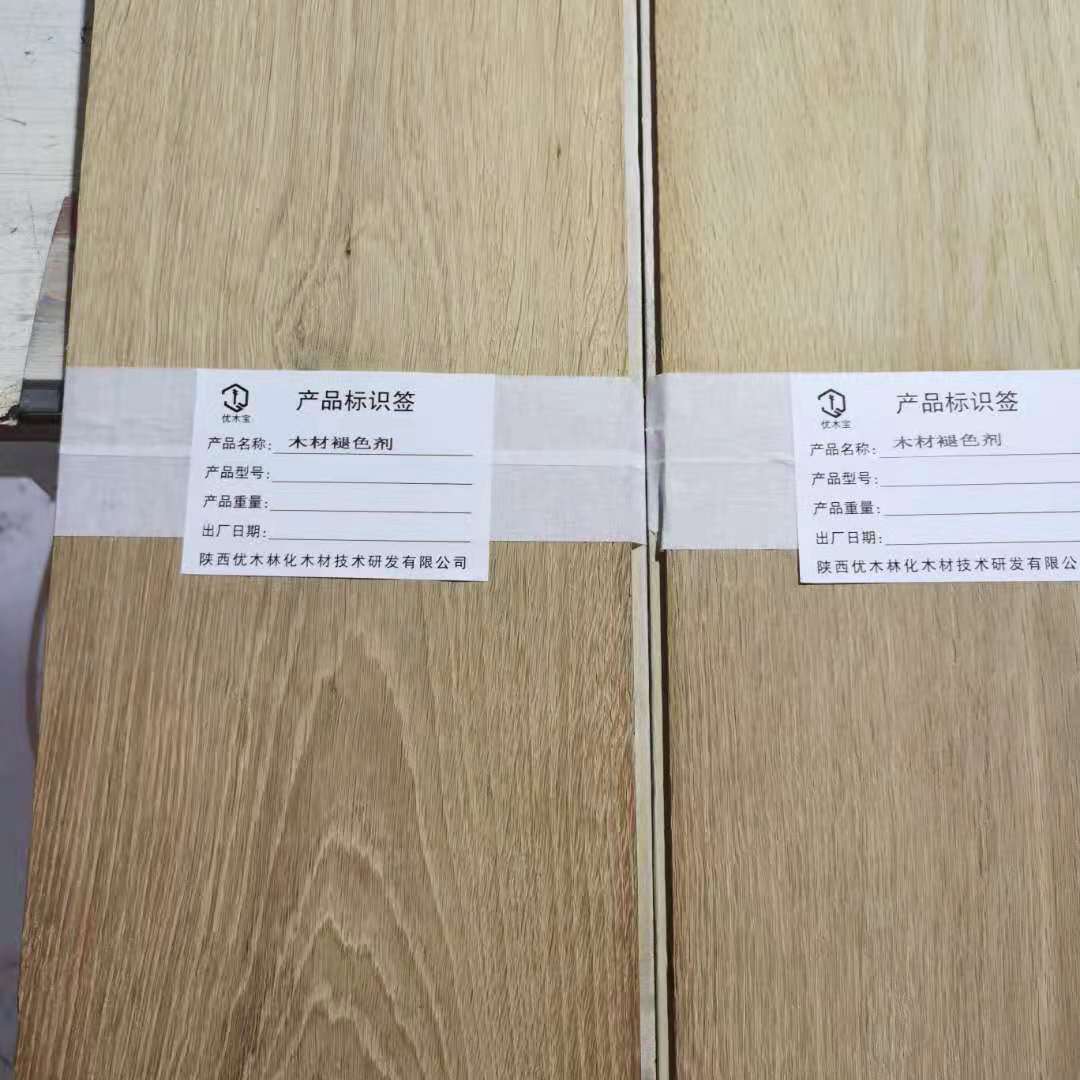 优木宝
产品标识签
产品名称：木材褪色剂
产品型号：
产品重量：
出厂日期：
陕西优木林化木材技术研发有限公司
优木宝
产品标识签
产品名称：木材褪色剂
产品型号：
产品重量：
出厂日期：
陕西优木林化木材技术研发有限公